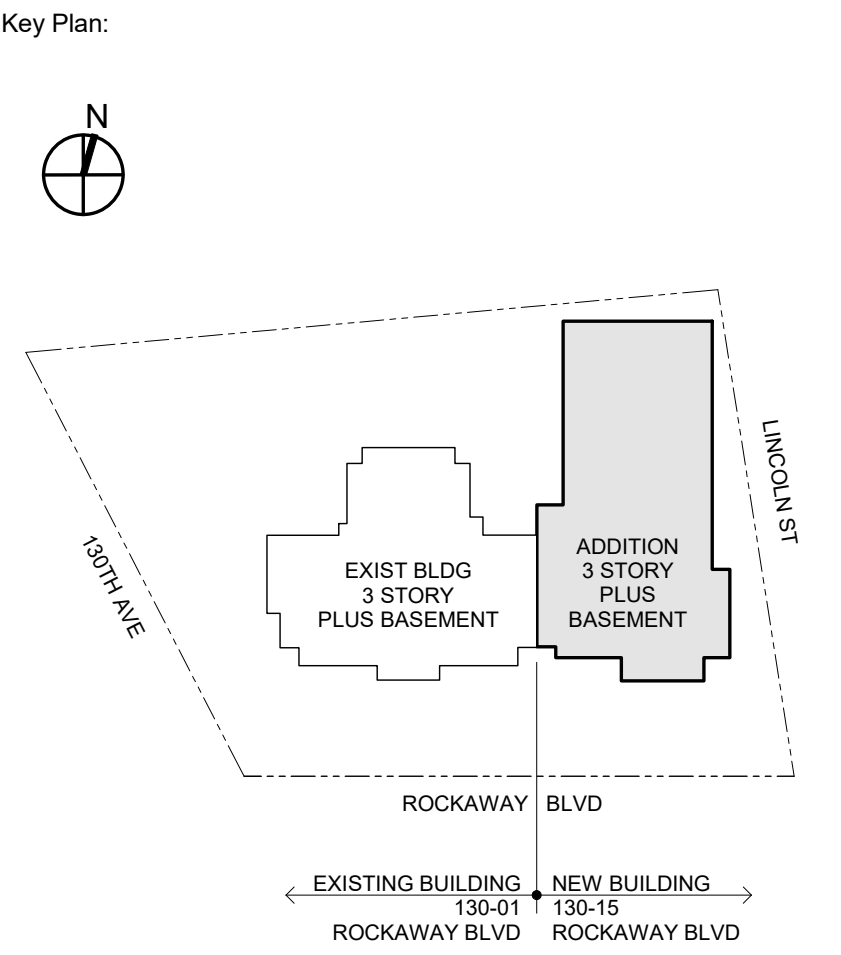 Key Plan:
N
LINCOLN ST
130TH AVE
EXIST BLDG
3 STORY
PLUS BASEMENT
ADDITION
3 STORY
PLUS
BASEMENT
ROCKAWAY BLVD
EXISTING BUILDING
130-01
ROCKAWAY BLVD
NEW BUILDING
130-15
ROCKAWAY BLVD